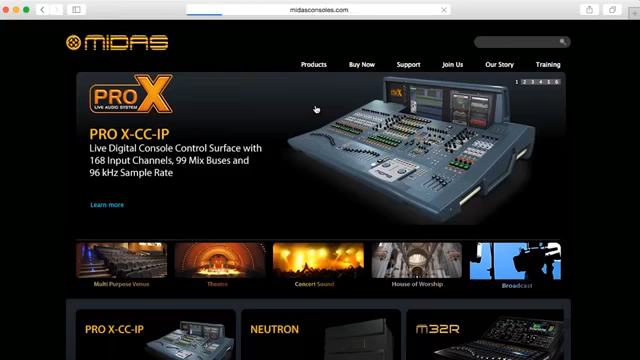 midasconsoles.com
MIDAS
Products Buy Now Support Join Us Our Story Training
1 2 3 4 5 6
PRO X
LIVE AUDIO SYSTEM
PRO X-CC-IP
Live Digital Console Control Surface with
168 Input Channels, 99 Mix Buses and
96 kHz Sample Rate
Learn more
Multi Purpose Venus Theatre Concert Sound House of Worship Broadcast
PRO X-CC-IP NEUTRON M32R